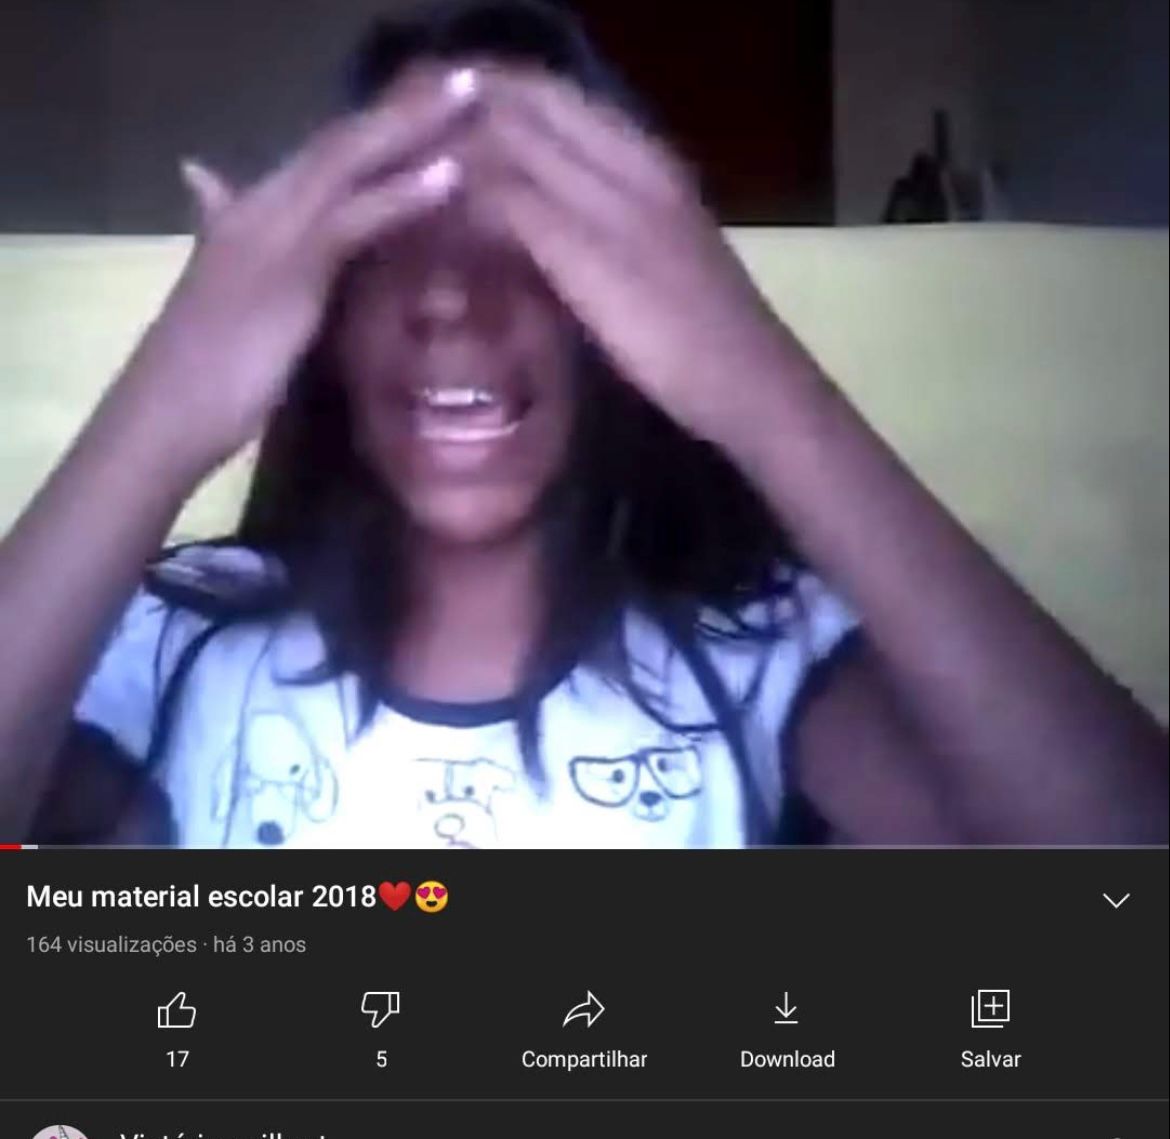 Meu material escolar 2018❤️😍
164 visualizações · há 3 anos
17
5
Compartilhar
Download
Salvar